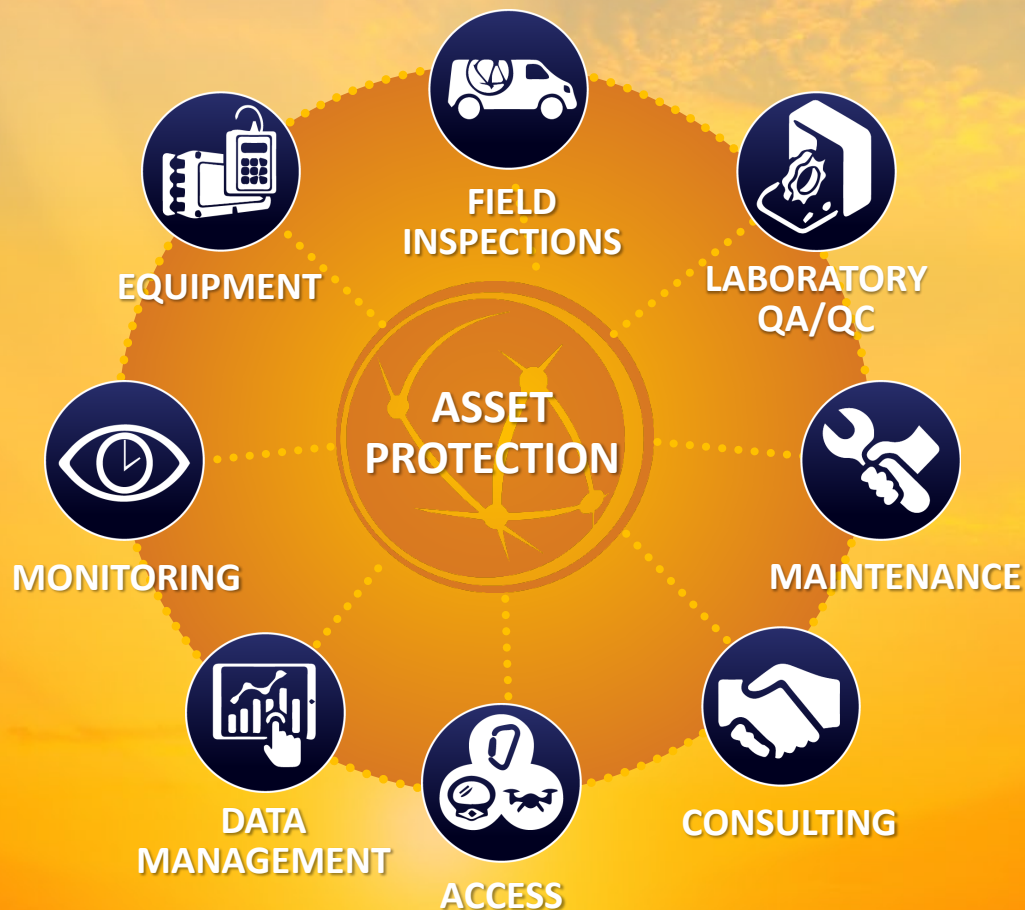 FIELD
INSPECTIONS
EQUIPMENT
LABORATORY
QA/QC
ASSET
PROTECTION
MONITORING
MAINTENANCE
DATA
MANAGEMENT
CONSULTING
ACCESS